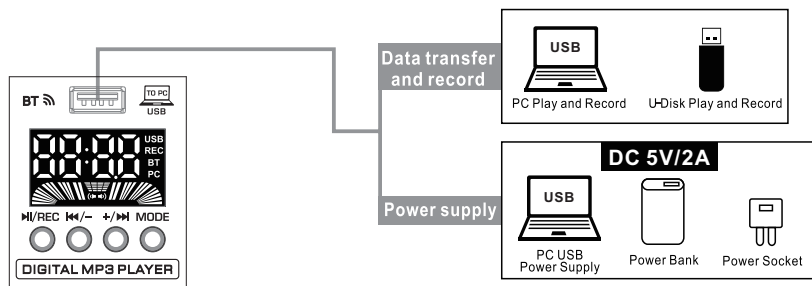 BT
TO PC
USB
88:88
USB
REC
BT
PC
/REC
/-
+/
MODE
DIGITAL MP3 PLAYER
Data transfer
and record
USB
PC Play and Record
U-Disk Play and Record
Power supply
DC 5V/2A
USB
PC USB
Power Supply
Power Bank
Power Socket